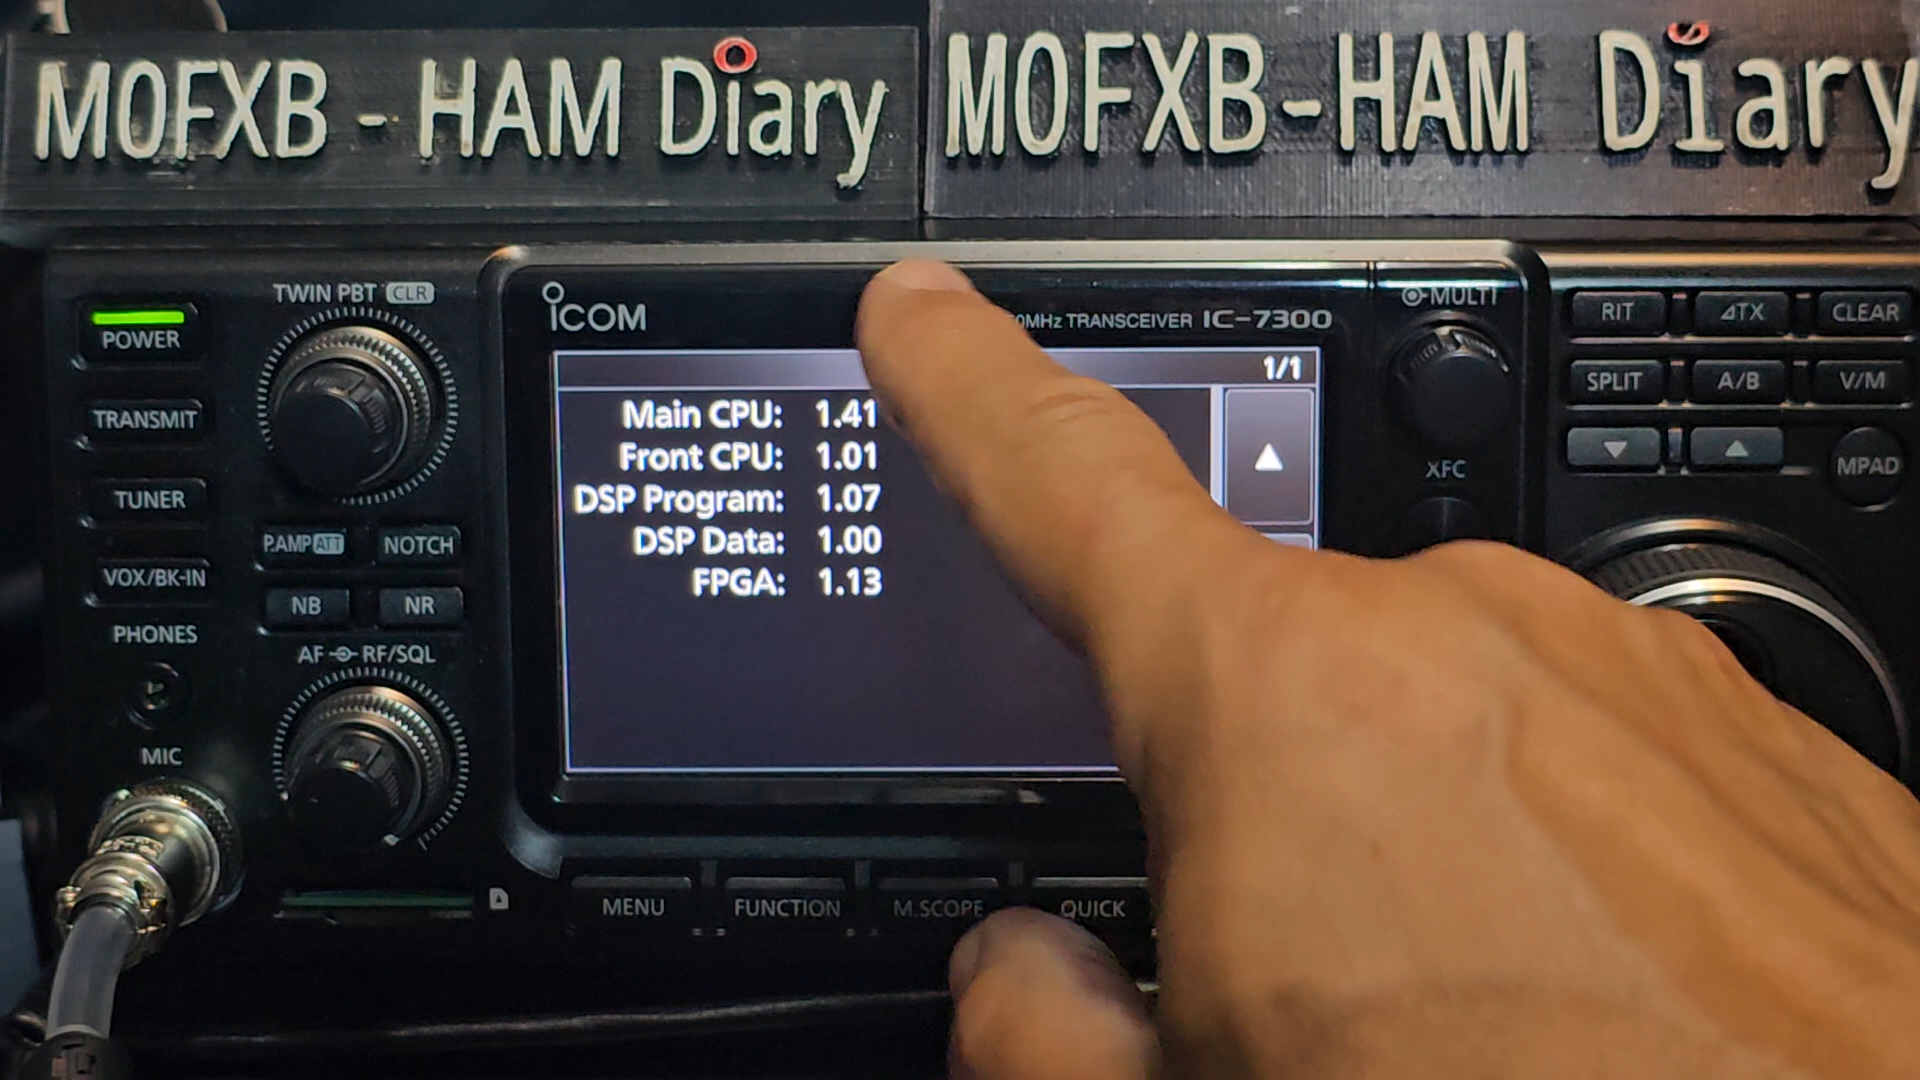 M0FXB - HAM Diary
M0FXB-HAM Diary
TWIN PBT CLR
POWER
ICOM
50MHz TRANSCEIVER IC-7300
MULTI
RIT
⊿TX
CLEAR
1/1
TRANSMIT
SPLIT
A/B
V/M
Main CPU: 1.41
Front CPU: 1.01
DSP Program: 1.07
DSP Data: 1.00
FPGA: 1.13
XFC
MPAD
TUNER
P.AMP ATT
NOTCH
VOX/BK-IN
NB
NR
PHONES
AF RF/SQL
MIC
MENU
FUNCTION
M.SCOPE
QUICK